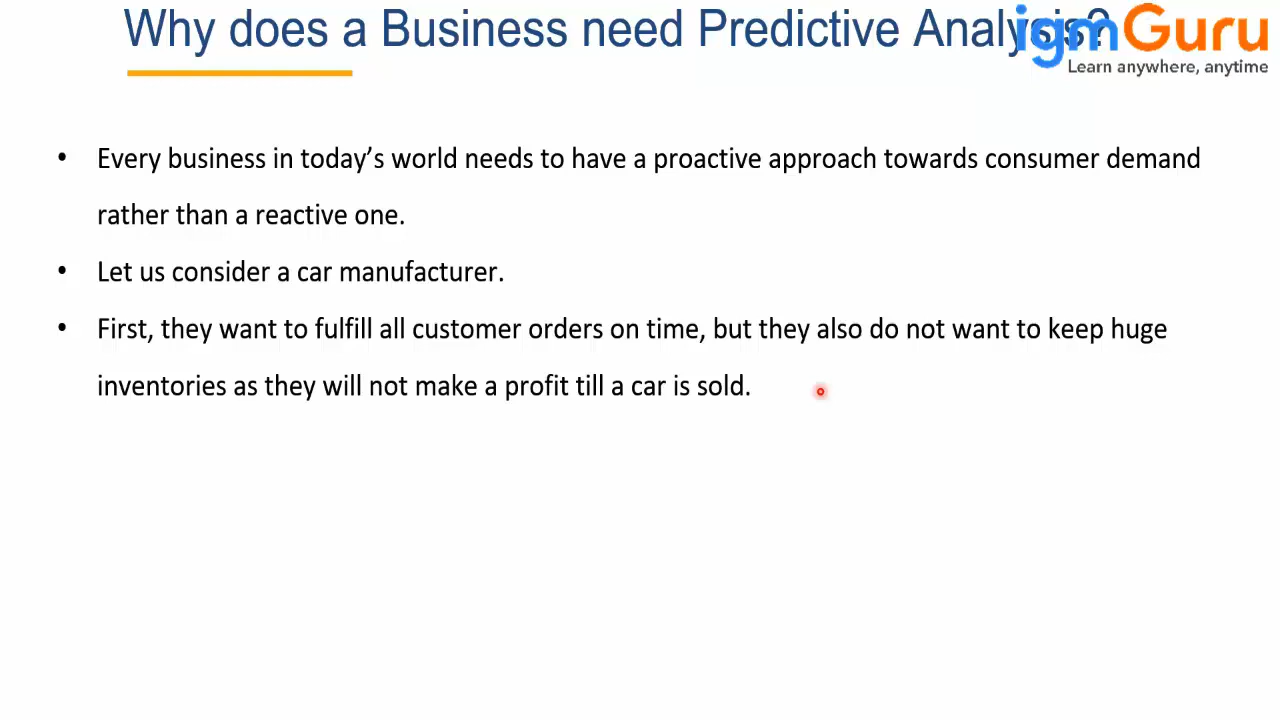 Why does a Business need Predictive Analysis?
igmGuru
Learn anywhere, anytime
• Every business in today’s world needs to have a proactive approach towards consumer demand
rather than a reactive one.
• Let us consider a car manufacturer.
• First, they want to fulfill all customer orders on time, but they also do not want to keep huge
inventories as they will not make a profit till a car is sold.